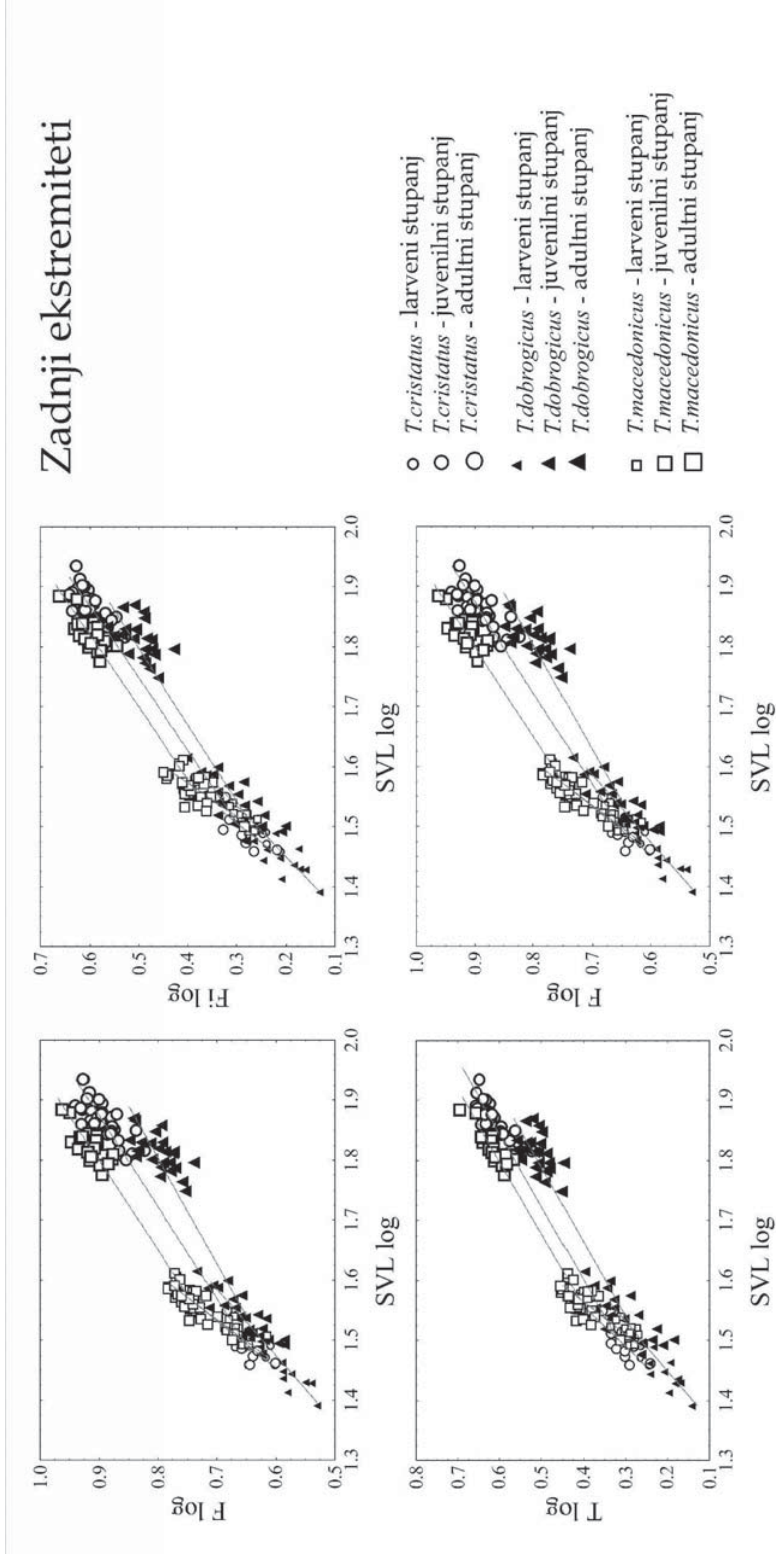 Zadnji ekstremiteti
F log
1.0
0.9
0.8
0.7
0.6
0.5
1.3 1.4 1.5 1.6 1.7 1.8 1.9 2.0
SVL log
Fi log
0.7
0.6
0.5
0.4
0.3
0.2
0.1
1.3 1.4 1.5 1.6 1.7 1.8 1.9 2.0
SVL log
T log
0.8
0.7
0.6
0.5
0.4
0.3
0.2
0.1
1.3 1.4 1.5 1.6 1.7 1.8 1.9 2.0
SVL log
F log
1.0
0.9
0.8
0.7
0.6
0.5
1.3 1.4 1.5 1.6 1.7 1.8 1.9 2.0
SVL log
T.cristatus - larveni stupanj
T.cristatus - juvenilni stupanj
T.cristatus - adultni stupanj
T.dobrogicus - larveni stupanj
T.dobrogicus - juvenilni stupanj
T.dobrogicus - adultni stupanj
T.macedonicus - larveni stupanj
T.macedonicus - juvenilni stupanj
T.macedonicus - adultni stupanj